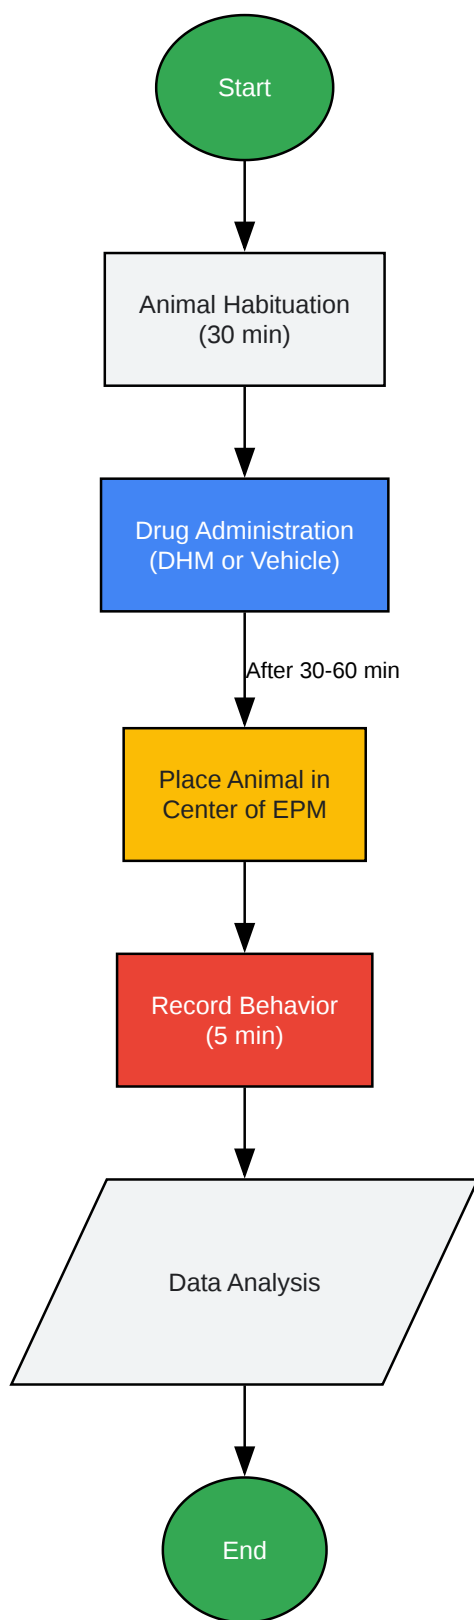 Start
Animal Habituation
(30 min)
Drug Administration
(DHM or Vehicle)
After 30-60 min
Place Animal in
Center of EPM
Record Behavior
(5 min)
Data Analysis
End